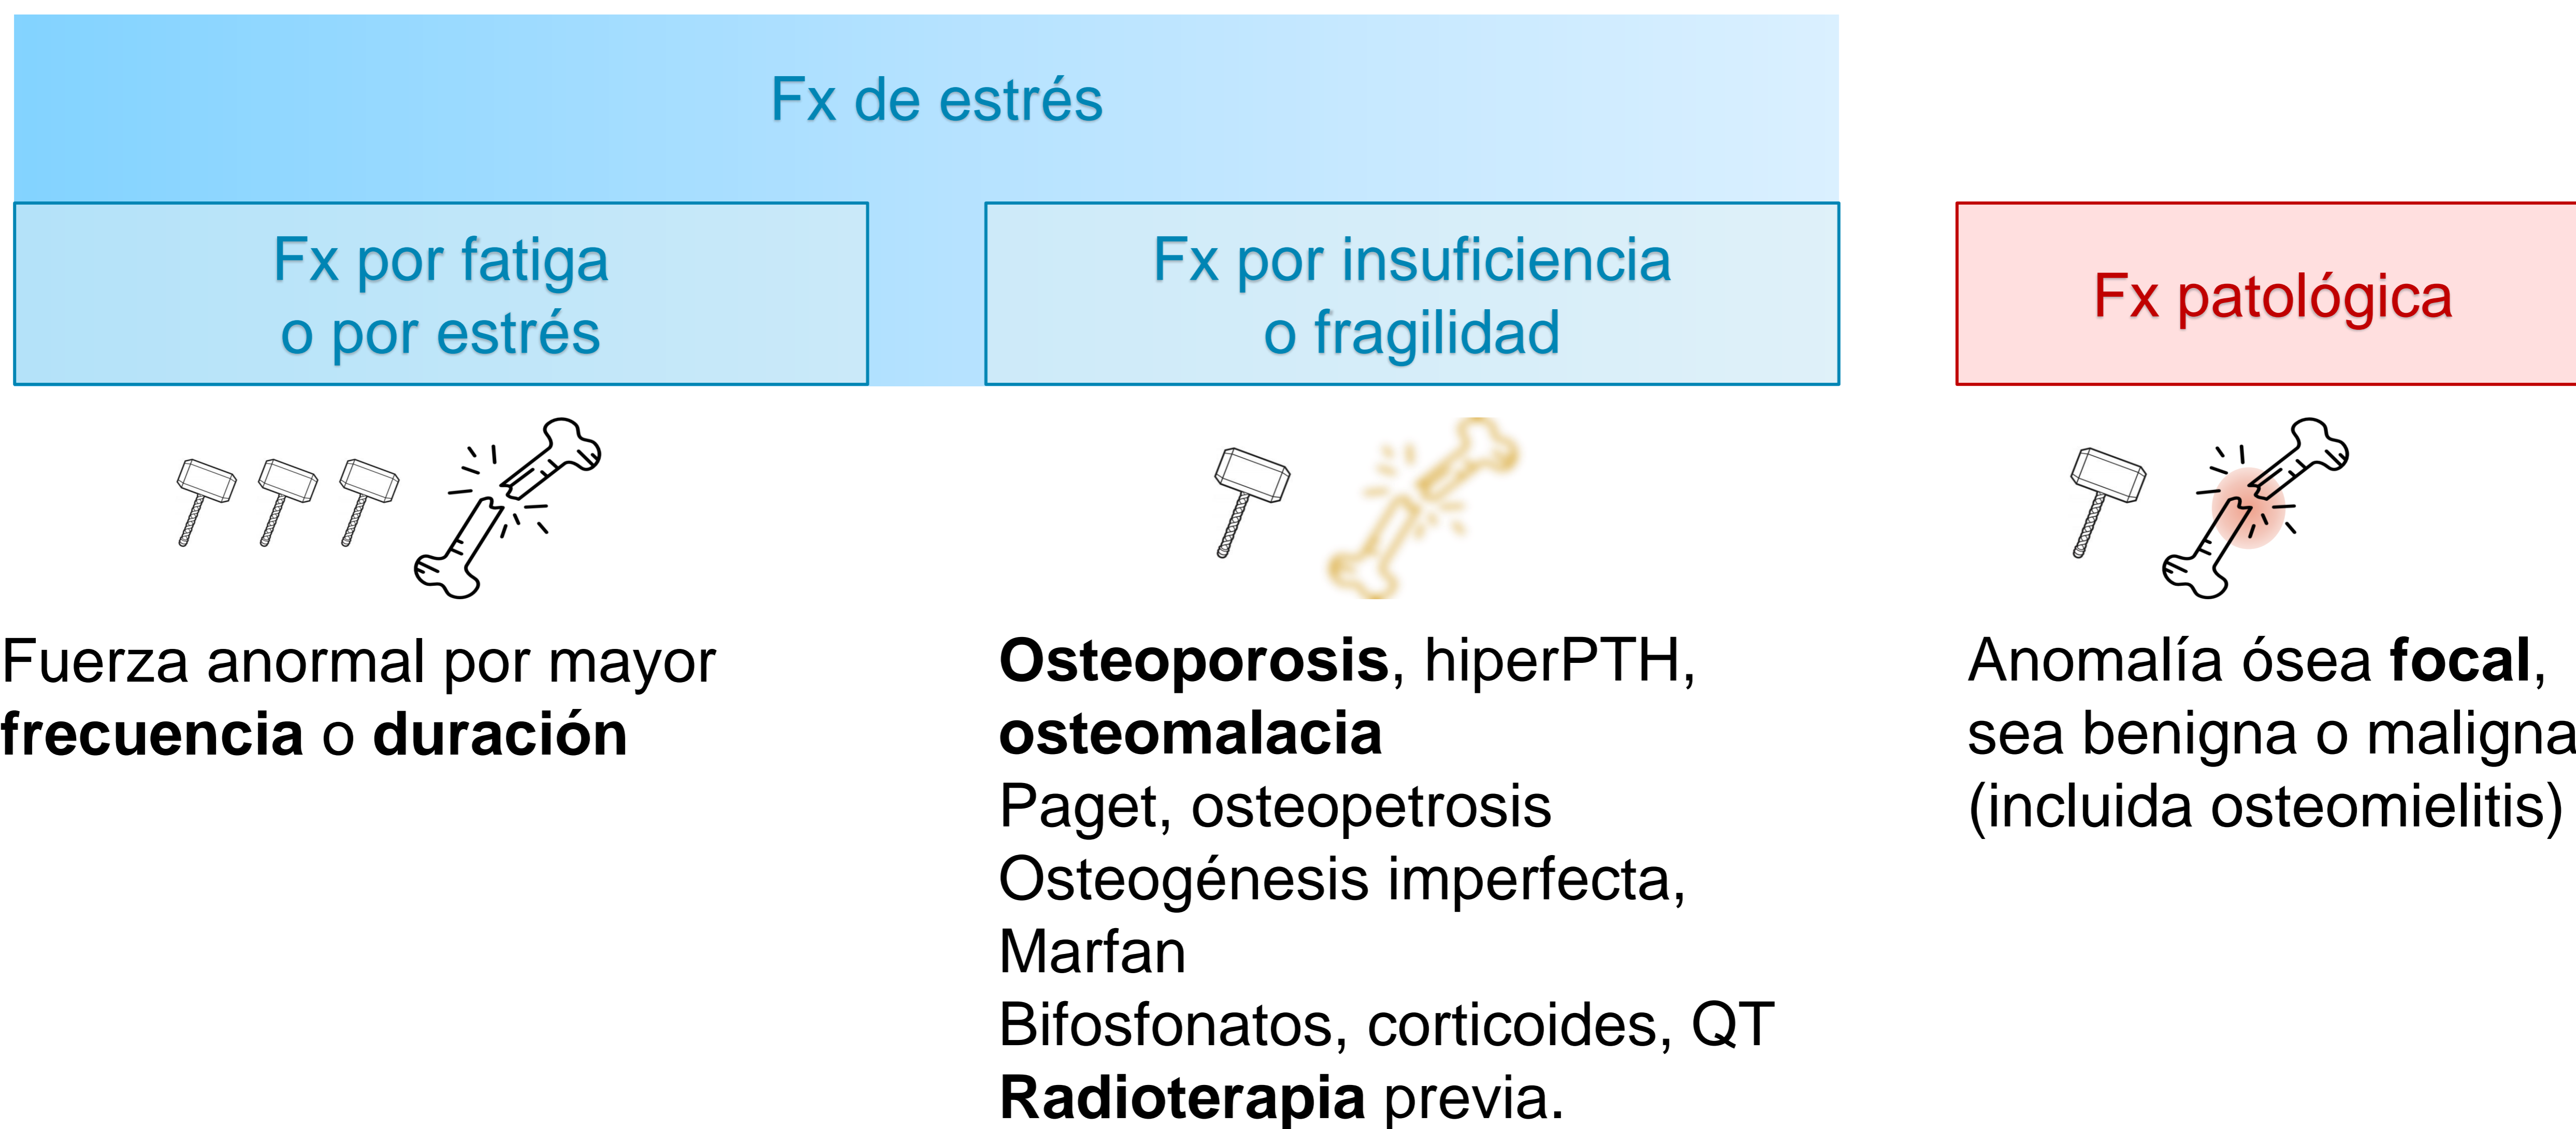 Fx de estrés
Fx por fatiga
o por estrés
Fx por insuficiencia
o fragilidad
Fx patológica
Fuerza anormal por mayor
frecuencia o duración
Osteoporosis, hiperPTH,
osteomalacia
Paget, osteopetrosis
Osteogénesis imperfecta,
Marfan
Bifosfonatos, corticoides, QT
Radioterapia previa.
Anomalía ósea focal,
sea benigna o maligna
(incluida osteomielitis)